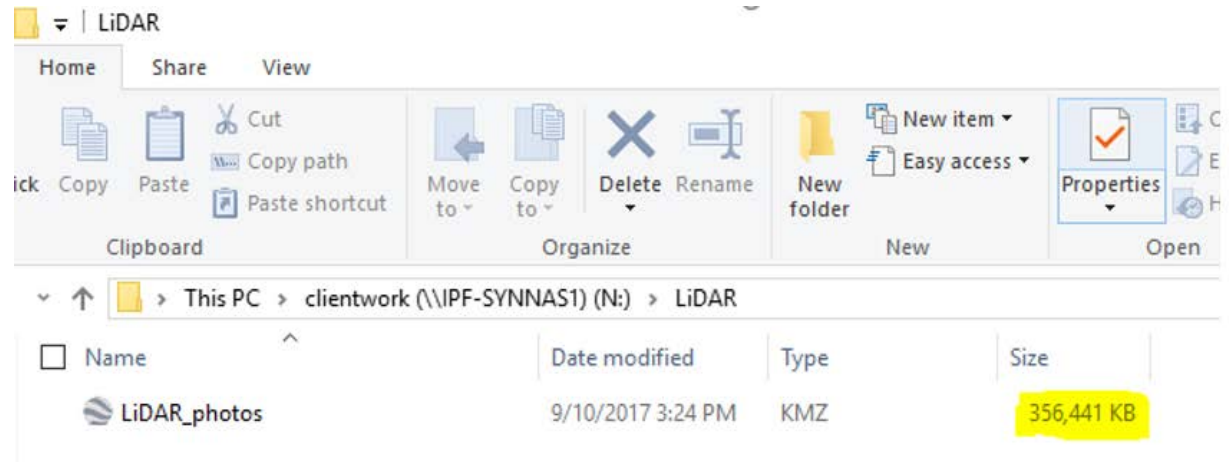 LiDAR
Home Share View
Cut
Copy path
Paste shortcut
ick Copy Paste
Move to
Copy to
Delete Rename
New folder
New item
Easy access
Properties
Clipboard Organize New Open
This PC > clientwork (\\IPF-SYNNAS1) (N:) > LiDAR
Name Date modified Type Size
LiDAR_photos 9/10/2017 3:24 PM KMZ 356,441 KB